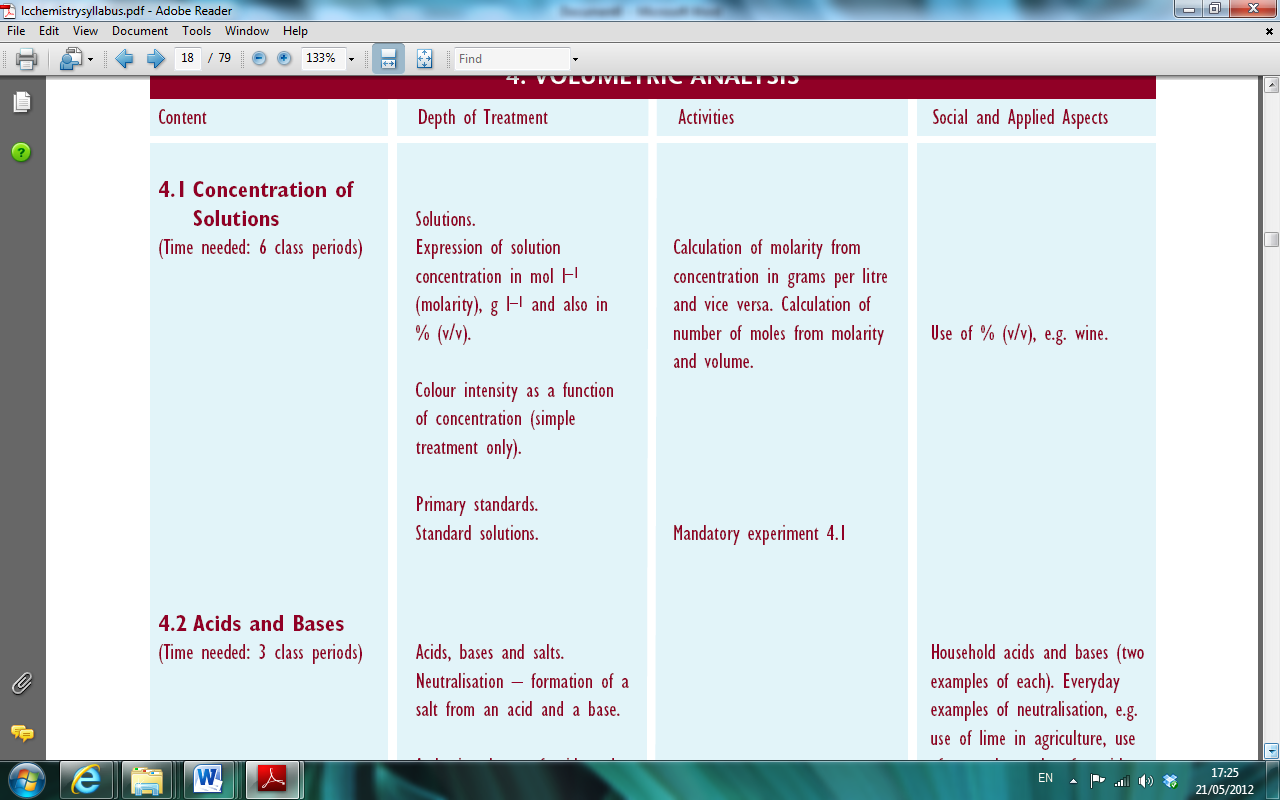 lcchemistrysyllabus.pdf - Adobe Reader
File Edit View Document Tools Window Help
18 / 79 133% Find
4. VOLUMETRIC ANALYSIS
Content
Depth of Treatment
Activities
Social and Applied Aspects
4.1 Concentration of
Solutions
(Time needed: 6 class periods)
Solutions.
Expression of solution
concentration in mol l–1
(molarity), g l–1 and also in
% (v/v).
Colour intensity as a function
of concentration (simple
treatment only).
Primary standards.
Standard solutions.
Calculation of molarity from
concentration in grams per litre
and vice versa. Calculation of
number of moles from molarity
and volume.
Mandatory experiment 4.1
Use of % (v/v), e.g. wine.
4.2 Acids and Bases
(Time needed: 3 class periods)
Acids, bases and salts.
Neutralisation – formation of a
salt from an acid and a base.
Household acids and bases (two
examples of each). Everyday
examples of neutralisation, e.g.
use of lime in agriculture, use
EN
17:25
21/05/2012